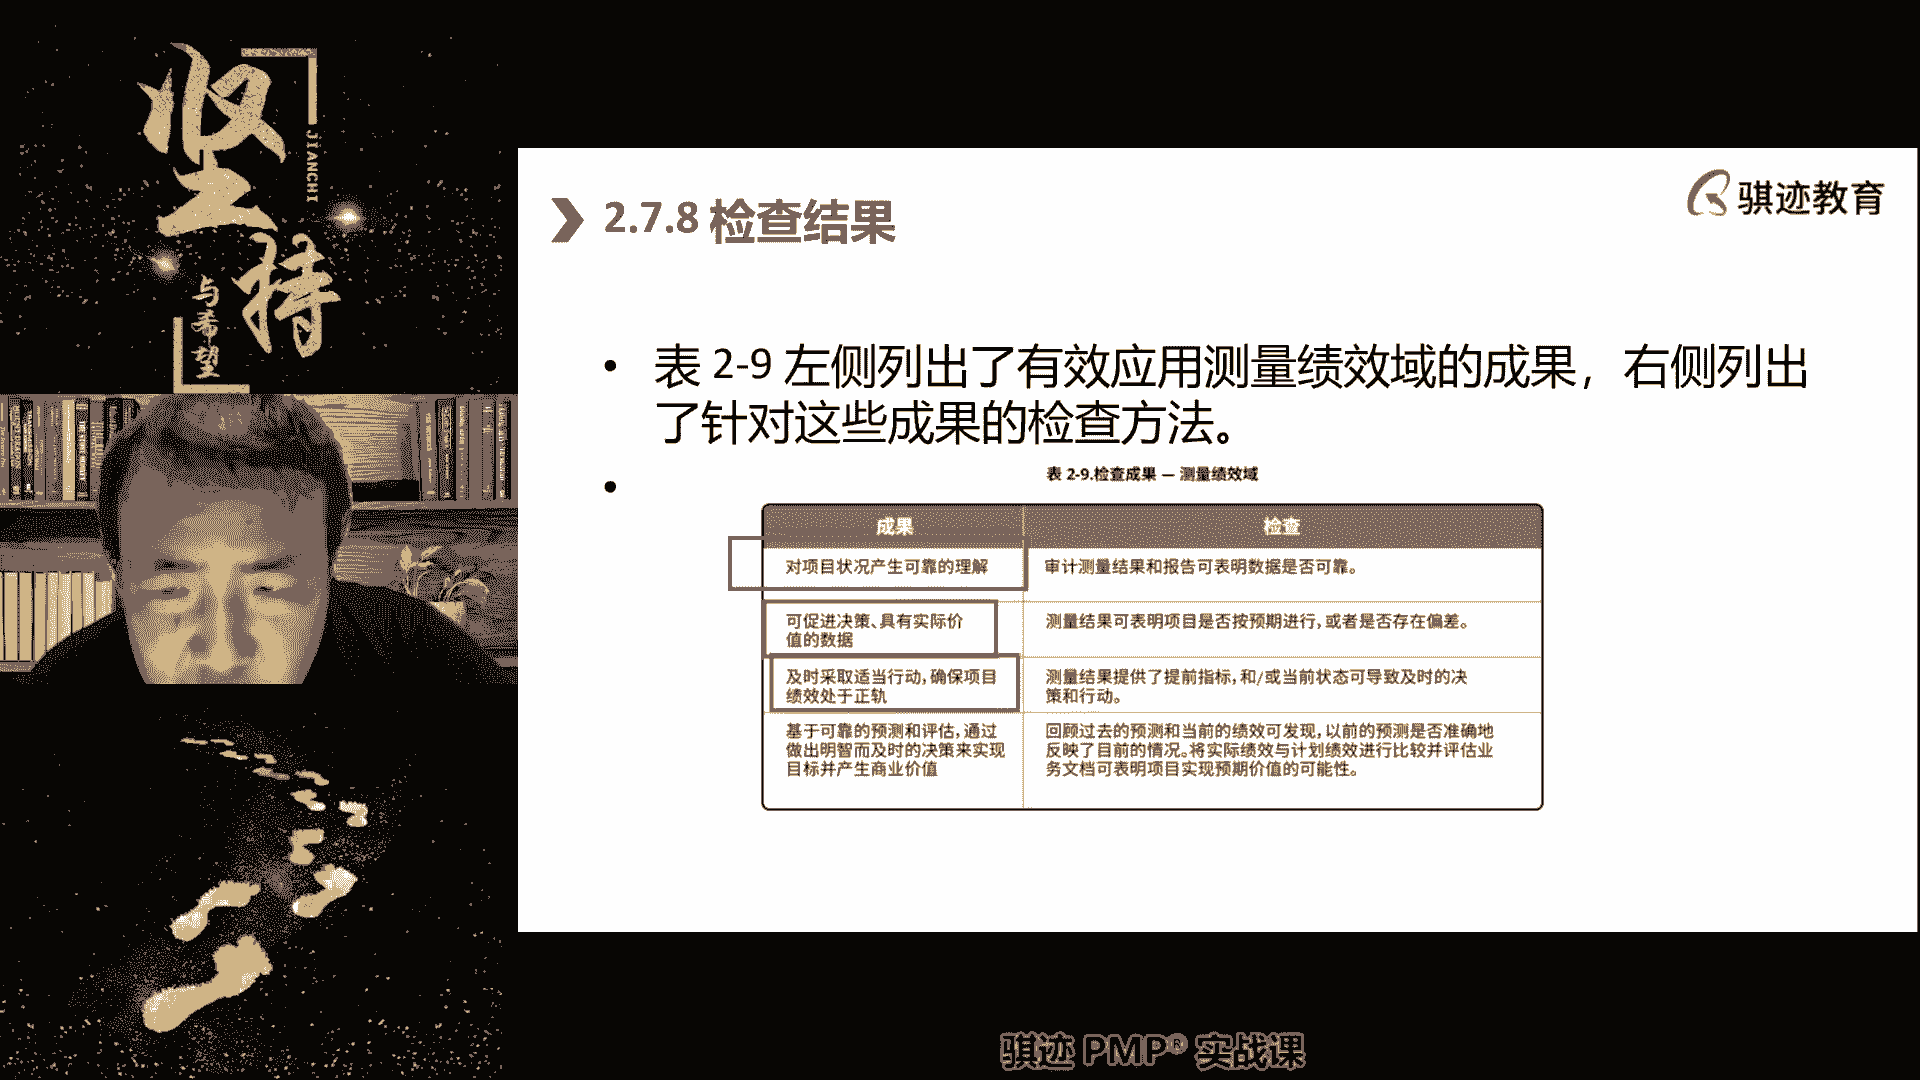 坚持
JIANCHI
与希望
骐迹教育
2.7.8 检查结果
• 表 2-9 左侧列出了有效应用测量绩效域的成果，右侧列出
了针对这些成果的检查方法。
•
表 2-9.检查成果 — 测量绩效域
成果
检查
对项目状况产生可靠的理解
审计测量结果和报告可表明数据是否可靠。
可促进决策、具有实际价
值的数据
测量结果可表明项目是否按预期进行，或者是否存在偏差。
及时采取适当行动，确保项目
绩效处于正轨
测量结果提供了提前指标，和/或当前状态可导致及时的决
策和行动。
基于可靠的预测和评估，通过
做出明智而及时的决策来实现
目标并产生商业价值
回顾过去的预测和当前的绩效可发现，以前的预测是否准确地
反映了目前的情况。将实际绩效与计划绩效进行比较并评估业
务文档可表明项目实现预期价值的可能性。
骐迹 PMP® 实战课